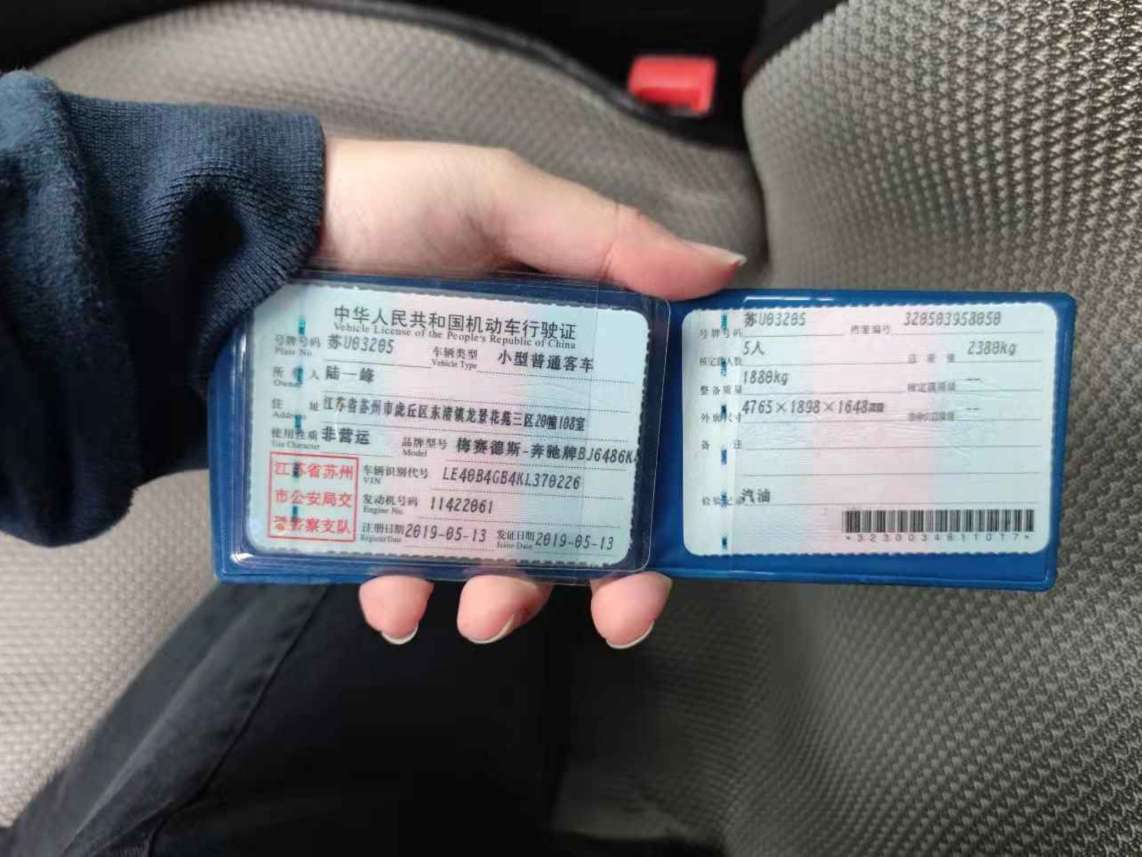 中华人民共和国机动车行驶证
Vehicle License of the People's Republic of China
号牌号码 苏U03205 车辆类型 小型普通客车
Plate No Vehicle Type
所有人 陆一峰
Owner
住址 江苏省苏州市虎丘区东渚镇龙景花苑三区20幢108室
Address
使用性质 非营运 品牌型号 梅赛德斯-奔驰牌BJ6486K
Use Character Model
江苏省苏州
市公安局交
通警察支队
车辆识别代号 LE40B4GB4KL370226
VIN
发动机号码 11422061
Engine No
注册日期 2019-05-13 发证日期 2019-05-13
Register Date Issue Date
号牌号码 苏U03205 档案编号 320503958050
核定载人数 5人 总质量 2380kg
整备质量 1880kg 核定载质量 --
外廓尺寸 4765×1898×1648 --
备注
检验记录 汽油
*3230034611017*